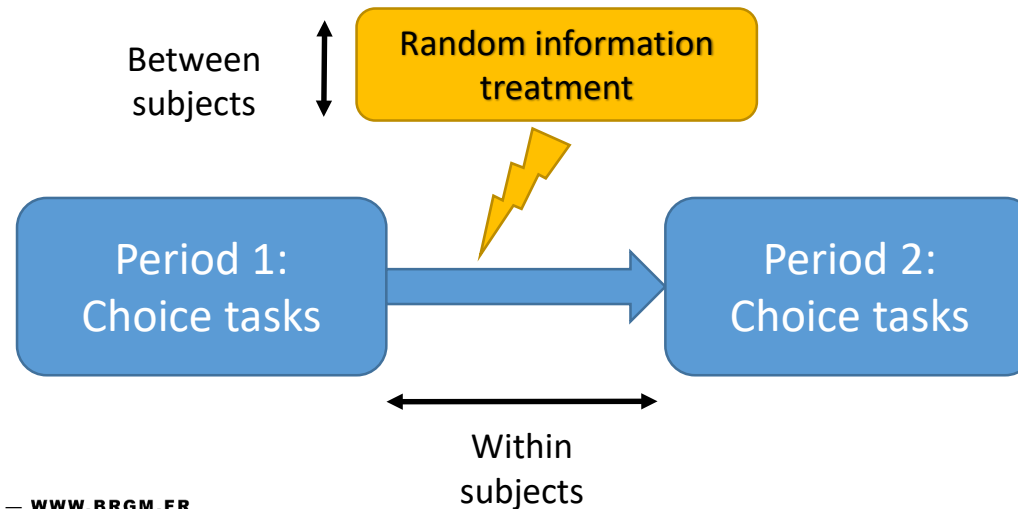 Between
subjects
Random information
treatment
Period 1:
Choice tasks
Period 2:
Choice tasks
Within
subjects
— WWW.BRGM.FR